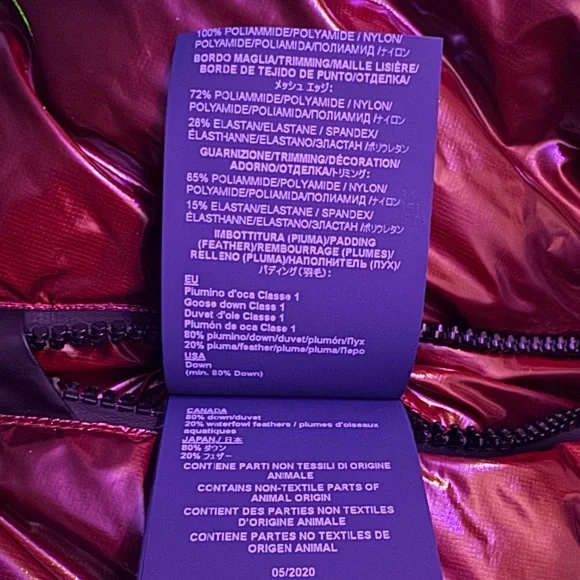 100% POLIAMMIDE/POLYAMIDE / NYLON/
POLYAMIDE/POLIAMIDA/ПОЛИАМИД /ナイロン
BORDO MAGLIA/TRIMMING/MAILLE LISIÈRE/
BORDE DE TEJIDO DE PUNTO/ОТДЕЛКА/
メッシュ エッジ:
72% POLIAMMIDE/POLYAMIDE / NYLON/
POLYAMIDE/POLIAMIDA/ПОЛИАМИД /ナイロン
28% ELASTAN/ELASTANE / SPANDEX/
ÉLASTHANNE/ELASTANO/ЭЛАСТАН /ポリウレタン
GUARNIZIONE/TRIMMING/DÉCORATION/
ADORNO/ОТДЕЛКА/トリミング:
85% POLIAMMIDE/POLYAMIDE / NYLON/
POLYAMIDE/POLIAMIDA/ПОЛИАМИД /ナイロン
15% ELASTAN/ELASTANE / SPANDEX/
ÉLASTHANNE/ELASTANO/ЭЛАСТАН /ポリウレタン
IMBOTTITURA (PIUMA)/PADDING
(FEATHER)/REMBOURRAGE (PLUMES)/
RELLENO (PLUMA)/НАПОЛНИТЕЛЬ (ПУХ)/
パディング(羽毛):
EU
Piumino d'oca Classe 1
Goose down Class 1
Duvet d'oie Classe 1
Plumón de oca Classe 1
80% piumino/down/duvet/plumón/Пух
20% piuma/feather/plume/pluma/Перо
USA
Down
(min. 80% Down)
CANADA
80% down/duvet
20% waterfowl feathers / plumes d'oiseaux
aquatiques
JAPAN / 日本
80% ダウン
20% フェザー
CONTIENE PARTI NON TESSILI DI ORIGINE
ANIMALE
CONTAINS NON-TEXTILE PARTS OF
ANIMAL ORIGIN
CONTIENT DES PARTIES NON TEXTILES
D'ORIGINE ANIMALE
CONTIENE PARTES NO TEXTILES DE
ORIGEN ANIMAL
05/2020